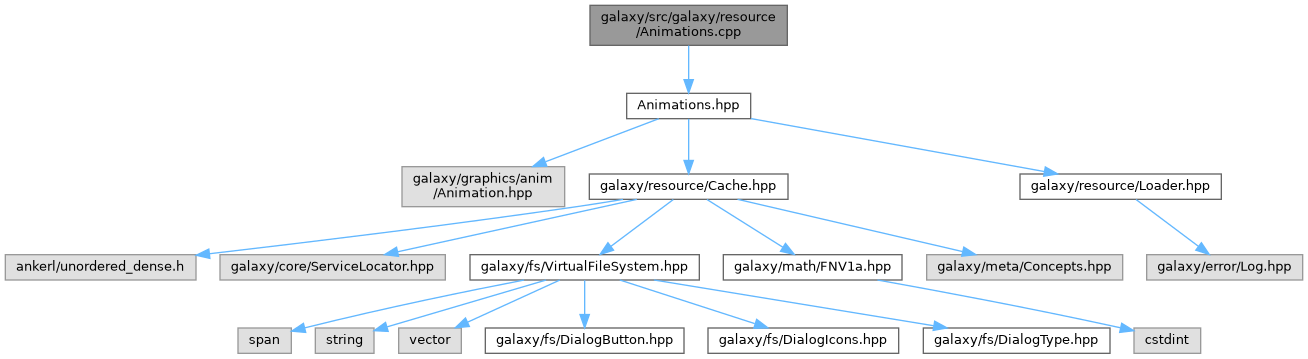 galaxy/src/galaxy/resource
/Animations.cpp
Animations.hpp
galaxy/graphics/anim
/Animation.hpp
galaxy/resource/Cache.hpp
galaxy/resource/Loader.hpp
ankerl/unordered_dense.h
galaxy/core/ServiceLocator.hpp
galaxy/fs/VirtualFileSystem.hpp
galaxy/math/FNV1a.hpp
galaxy/meta/Concepts.hpp
galaxy/error/Log.hpp
span
string
vector
galaxy/fs/DialogButton.hpp
galaxy/fs/DialogIcons.hpp
galaxy/fs/DialogType.hpp
cstdint